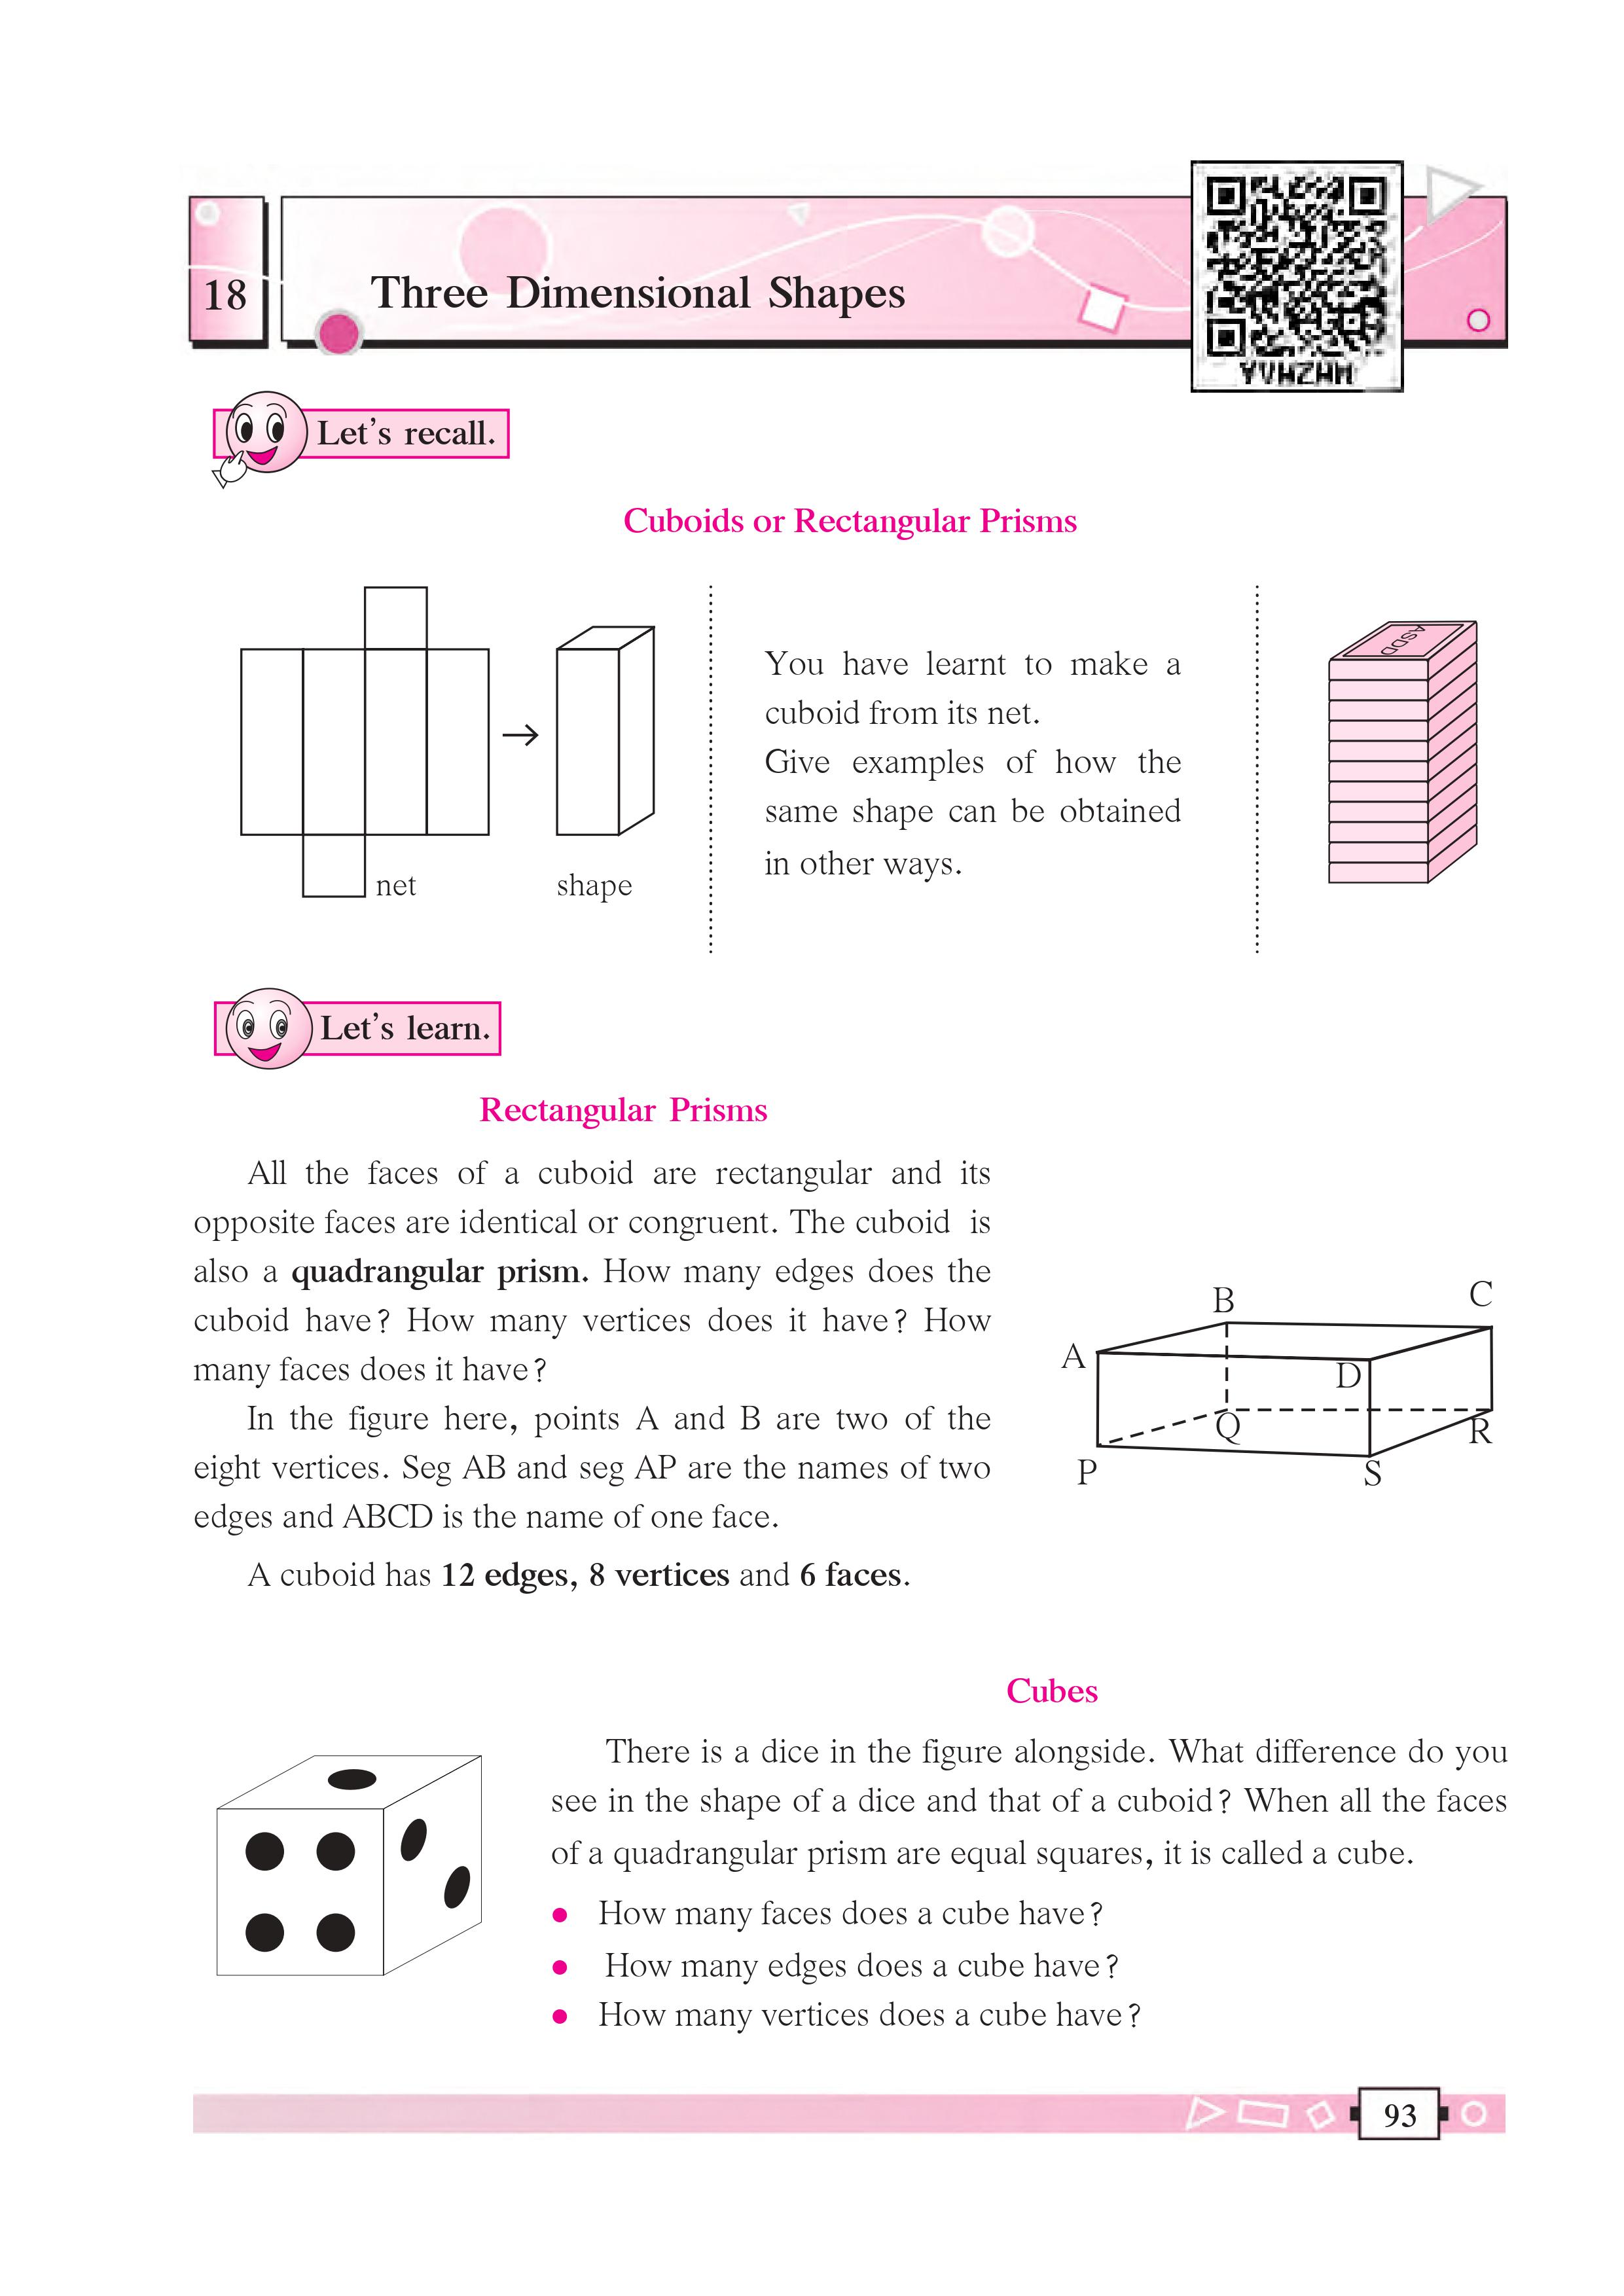 18
Three Dimensional Shapes
YVHZHM
Let's recall.
Cuboids or Rectangular Prisms
net
shape
You have learnt to make a
cuboid from its net.
Give examples of how the
same shape can be obtained
in other ways.
ASDD
Let's learn.
Rectangular Prisms
All the faces of a cuboid are rectangular and its
opposite faces are identical or congruent. The cuboid is
also a quadrangular prism. How many edges does the
cuboid have? How many vertices does it have? How
many faces does it have?
In the figure here, points A and B are two of the
eight vertices. Seg AB and seg AP are the names of two
edges and ABCD is the name of one face.
A cuboid has 12 edges, 8 vertices and 6 faces.
B
C
A
D
Q
R
P
S
Cubes
There is a dice in the figure alongside. What difference do you
see in the shape of a dice and that of a cuboid? When all the faces
of a quadrangular prism are equal squares, it is called a cube.
• How many faces does a cube have?
• How many edges does a cube have?
• How many vertices does a cube have?
93